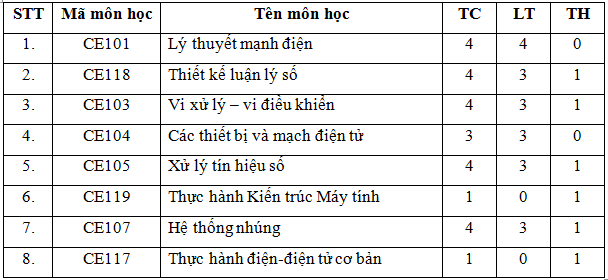 STT Mã môn học Tên môn học TC LT TH
1. CE101 Lý thuyết mạnh điện 4 4 0
2. CE118 Thiết kế luận lý số 4 3 1
3. CE103 Vi xử lý – vi điều khiển 4 3 1
4. CE104 Các thiết bị và mạch điện tử 3 3 0
5. CE105 Xử lý tín hiệu số 4 3 1
6. CE119 Thực hành Kiến trúc Máy tính 1 0 1
7. CE107 Hệ thống nhúng 4 3 1
8. CE117 Thực hành điện-điện tử cơ bản 1 0 1